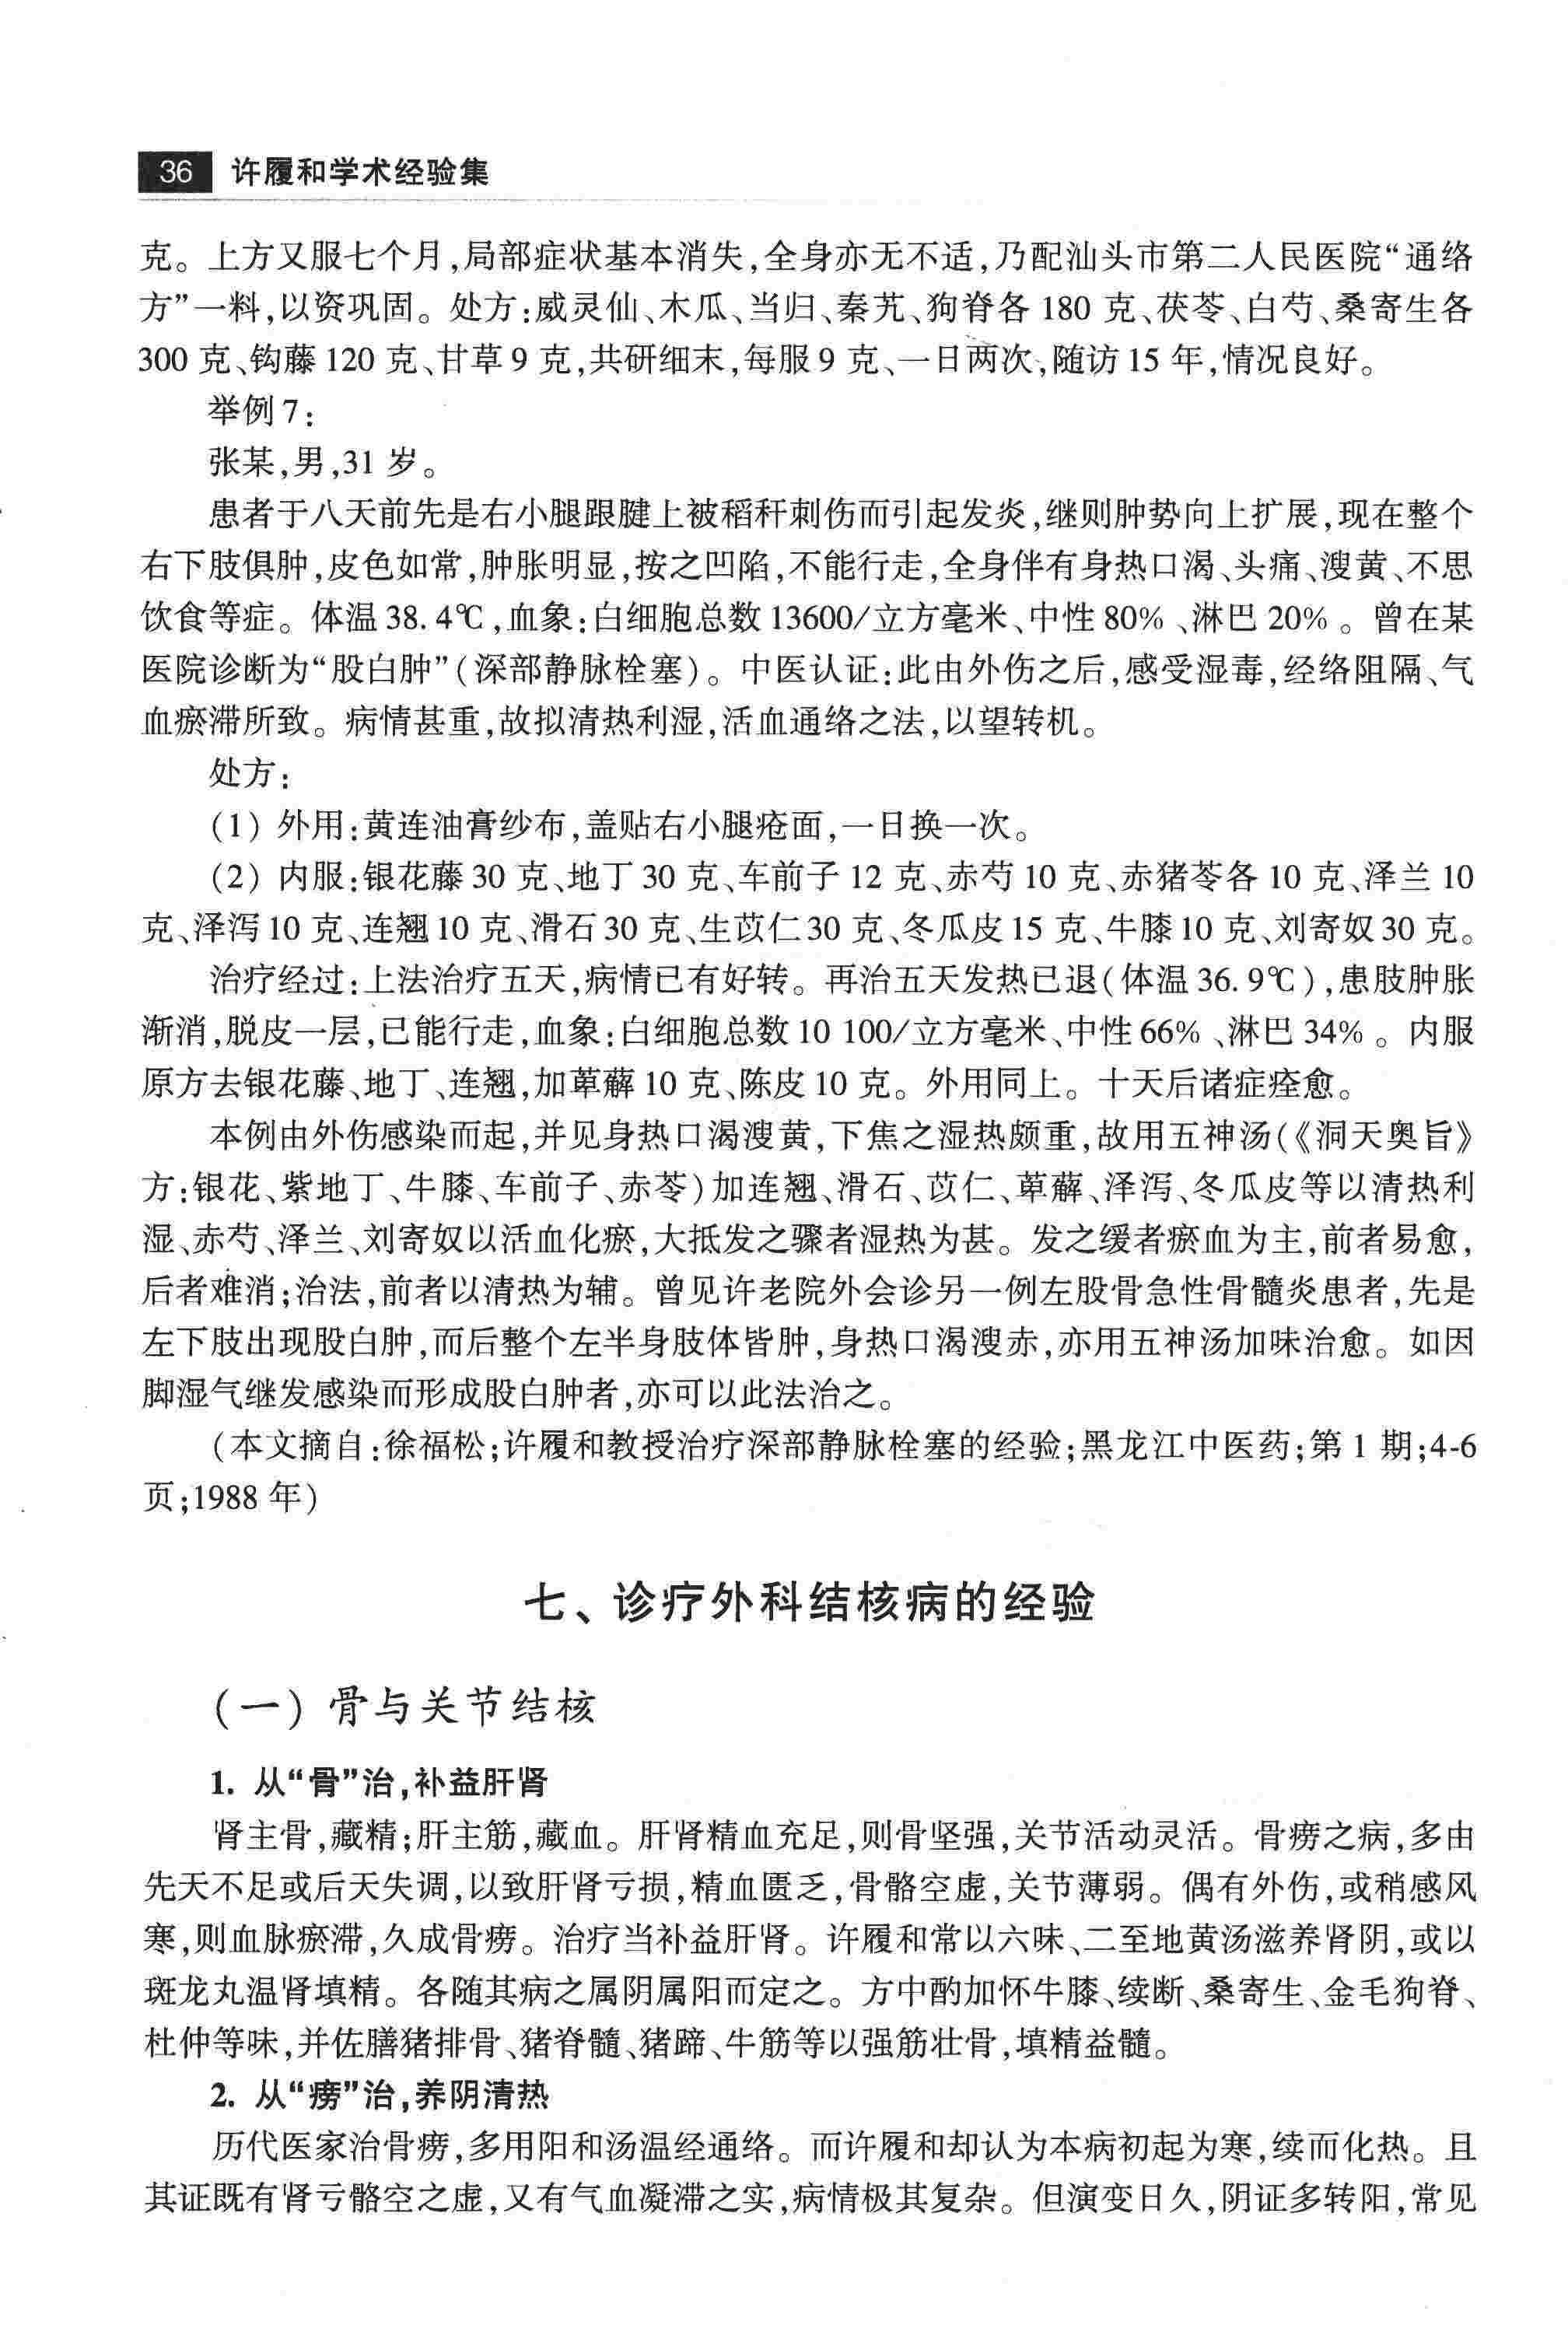 36 许履和学术经验集
克。上方又服七个月,局部症状基本消失,全身亦无不适,乃配汕头市第二人民医院“通络
方”一料,以资巩固。处方:威灵仙、木瓜、当归、秦艽、狗脊各 180 克、茯苓、白芍、桑寄生各
300 克、钩藤 120 克、甘草 9 克,共研细末,每服 9 克、一日两次,随访 15 年,情况良好。
举例 7:
张某,男,31 岁。
患者于八天前先是右小腿跟腱上被稻秆刺伤而引起发炎,继则肿势向上扩展,现在整个
右下肢俱肿,皮色如常,肿胀明显,按之凹陷,不能行走,全身伴有身热口渴、头痛、溲黄、不思
饮食等症。体温 38. 4℃,血象:白细胞总数 13600/立方毫米、中性 80% 、淋巴 20% 。曾在某
医院诊断为“股白肿”(深部静脉栓塞)。中医认证:此由外伤之后,感受湿毒,经络阻隔、气
血瘀滞所致。病情甚重,故拟清热利湿,活血通络之法,以望转机。
处方:
(1) 外用:黄连油膏纱布,盖贴右小腿疮面,一日换一次。
(2) 内服:银花藤 30 克、地丁 30 克、车前子 12 克、赤芍 10 克、赤猪苓各 10 克、泽兰 10
克、泽泻 10 克、连翘 10 克、滑石 30 克、生苡仁 30 克、冬瓜皮 15 克、牛膝 10 克、刘寄奴 30 克。
治疗经过:上法治疗五天,病情已有好转。再治五天发热已退(体温 36. 9℃),患肢肿胀
渐消,脱皮一层,已能行走,血象:白细胞总数 10 100/立方毫米、中性 66% 、淋巴 34% 。内服
原方去银花藤、地丁、连翘,加萆薢 10 克、陈皮 10 克。外用同上。十天后诸症痊愈。
本例由外伤感染而起,并见身热口渴溲黄,下焦之湿热颇重,故用五神汤(《洞天奥旨》
方:银花、紫地丁、牛膝、车前子、赤苓)加连翘、滑石、苡仁、萆薢、泽泻、冬瓜皮等以清热利
湿、赤芍、泽兰、刘寄奴以活血化瘀,大抵发之骤者湿热为甚。发之缓者瘀血为主,前者易愈,
后者难消;治法,前者以清热为辅。曾见许老院外会诊另一例左股骨急性骨髓炎患者,先是
左下肢出现股白肿,而后整个左半身肢体皆肿,身热口渴溲赤,亦用五神汤加味治愈。如因
脚湿气继发感染而形成股白肿者,亦可以此法治之。
(本文摘自:徐福松;许履和教授治疗深部静脉栓塞的经验;黑龙江中医药;第 1 期;4-6
页;1988 年)
七、诊疗外科结核病的经验
(一) 骨与关节结核
1. 从“骨”治,补益肝肾
肾主骨,藏精;肝主筋,藏血。肝肾精血充足,则骨坚强,关节活动灵活。骨痨之病,多由
先天不足或后天失调,以致肝肾亏损,精血匮乏,骨骼空虚,关节薄弱。偶有外伤,或稍感风
寒,则血脉瘀滞,久成骨痨。治疗当补益肝肾。许履和常以六味、二至地黄汤滋养肾阴,或以
斑龙丸温肾填精。各随其病之属阴属阳而定之。方中酌加怀牛膝、续断、桑寄生、金毛狗脊、
杜仲等味,并佐膳猪排骨、猪脊髓、猪蹄、牛筋等以强筋壮骨,填精益髓。
2. 从“痨”治,养阴清热
历代医家治骨痨,多用阳和汤温经通络。而许履和却认为本病初起为寒,续而化热。且
其证既有肾亏骼空之虚,又有气血凝滞之实,病情极其复杂。但演变日久,阴证多转阳,常见